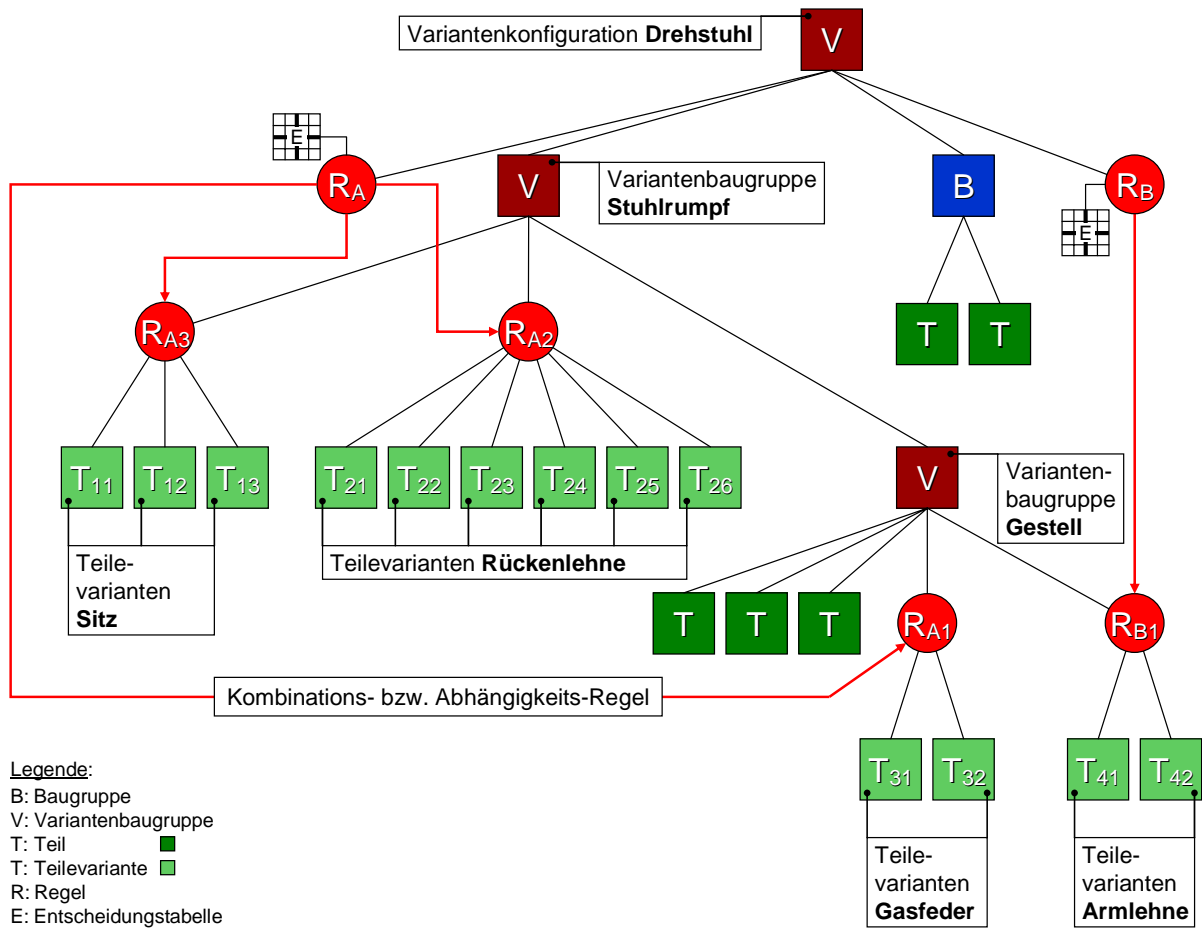 Variantenkonfiguration Drehstuhl
V
E
RA
V
Variantenbaugruppe
Stuhlrumpf
B
RB
E
RA3
RA2
T
T
T11
T12
T13
T21
T22
T23
T24
T25
T26
V
Varianten-
baugruppe
Gestell
Teile-
varianten
Sitz
Teilevarianten Rückenlehne
T
T
T
RA1
RB1
Kombinations- bzw. Abhängigkeits-Regel
T31
T32
T41
T42
Legende:
B: Baugruppe
V: Variantenbaugruppe
T: Teil
T: Teilevariante
R: Regel
E: Entscheidungstabelle
Teile-
varianten
Gasfeder
Teile-
varianten
Armlehne